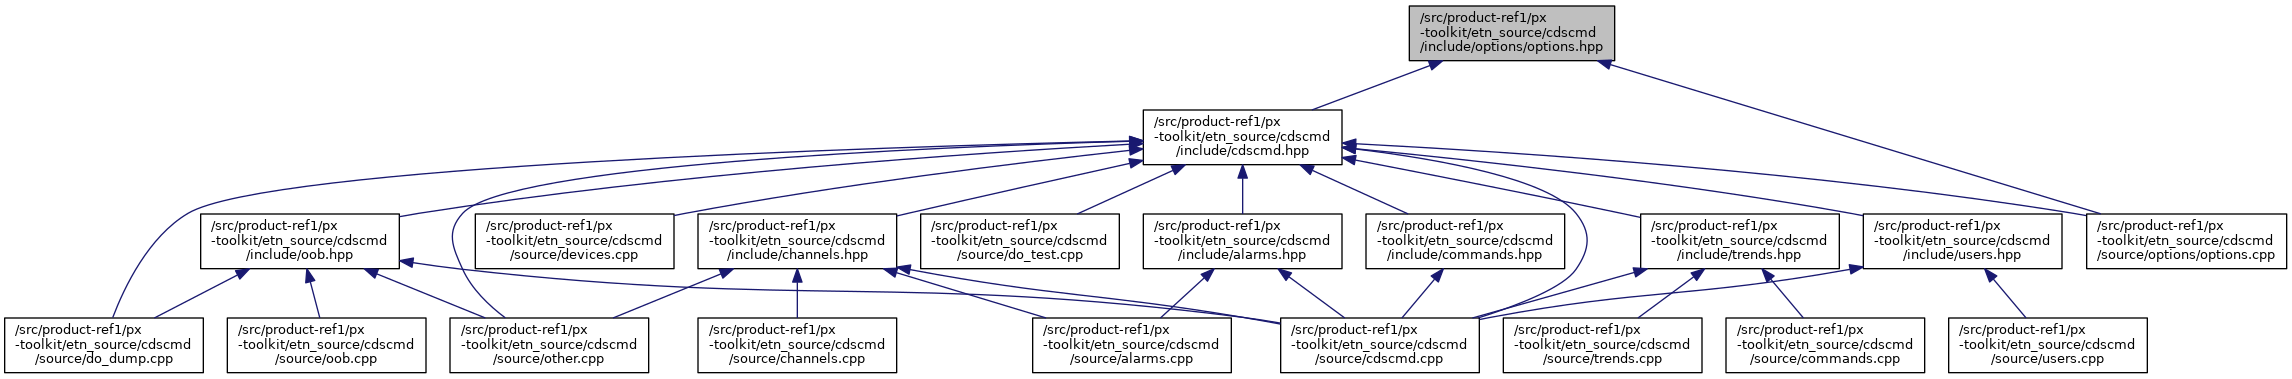 /src/product-ref1/px
-toolkit/etn_source/cdscmd
/include/options/options.hpp
/src/product-ref1/px
-toolkit/etn_source/cdscmd
/include/cdscmd.hpp
/src/product-ref1/px
-toolkit/etn_source/cdscmd
/include/oob.hpp
/src/product-ref1/px
-toolkit/etn_source/cdscmd
/source/devices.cpp
/src/product-ref1/px
-toolkit/etn_source/cdscmd
/include/channels.hpp
/src/product-ref1/px
-toolkit/etn_source/cdscmd
/source/do_test.cpp
/src/product-ref1/px
-toolkit/etn_source/cdscmd
/include/alarms.hpp
/src/product-ref1/px
-toolkit/etn_source/cdscmd
/include/commands.hpp
/src/product-ref1/px
-toolkit/etn_source/cdscmd
/include/trends.hpp
/src/product-ref1/px
-toolkit/etn_source/cdscmd
/include/users.hpp
/src/product-ref1/px
-toolkit/etn_source/cdscmd
/source/options/options.cpp
/src/product-ref1/px
-toolkit/etn_source/cdscmd
/source/do_dump.cpp
/src/product-ref1/px
-toolkit/etn_source/cdscmd
/source/oob.cpp
/src/product-ref1/px
-toolkit/etn_source/cdscmd
/source/other.cpp
/src/product-ref1/px
-toolkit/etn_source/cdscmd
/source/channels.cpp
/src/product-ref1/px
-toolkit/etn_source/cdscmd
/source/alarms.cpp
/src/product-ref1/px
-toolkit/etn_source/cdscmd
/source/cdscmd.cpp
/src/product-ref1/px
-toolkit/etn_source/cdscmd
/source/trends.cpp
/src/product-ref1/px
-toolkit/etn_source/cdscmd
/source/commands.cpp
/src/product-ref1/px
-toolkit/etn_source/cdscmd
/source/users.cpp